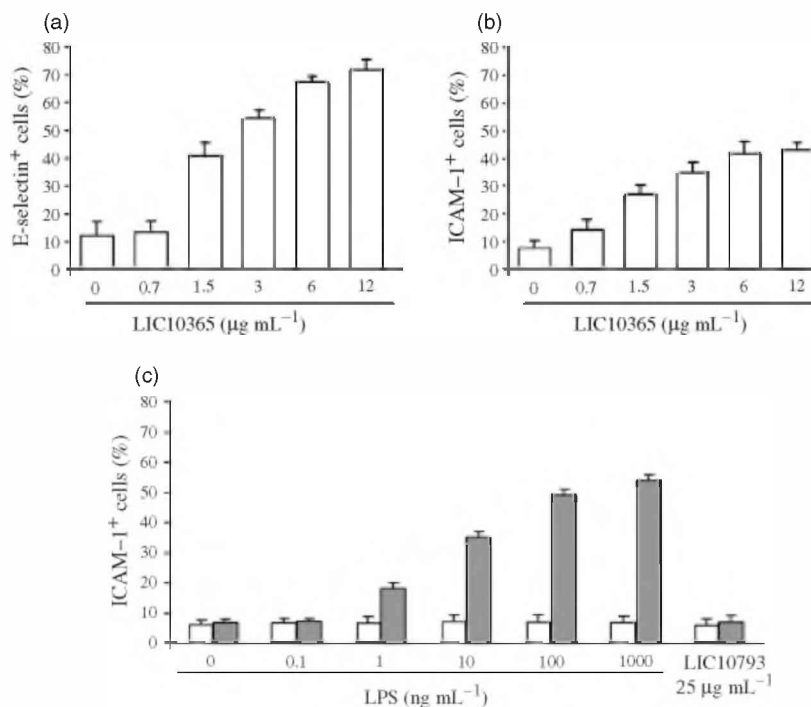 (a)
80
70
60
50
40
30
20
10
0
E-selectin⁺ cells (%)
0 0.7 1.5 3 6 12
LIC10365 (μg mL⁻¹)
(b)
80
70
60
50
40
30
20
10
0
ICAM–1⁺ cells (%)
0 0.7 1.5 3 6 12
LIC10365 (μg mL⁻¹)
(c)
80
70
60
50
40
30
20
10
0
ICAM–1⁺ cells (%)
0 0.1 1 10 100 1000 LIC10793
LPS (ng mL⁻¹) 25 μg mL⁻¹